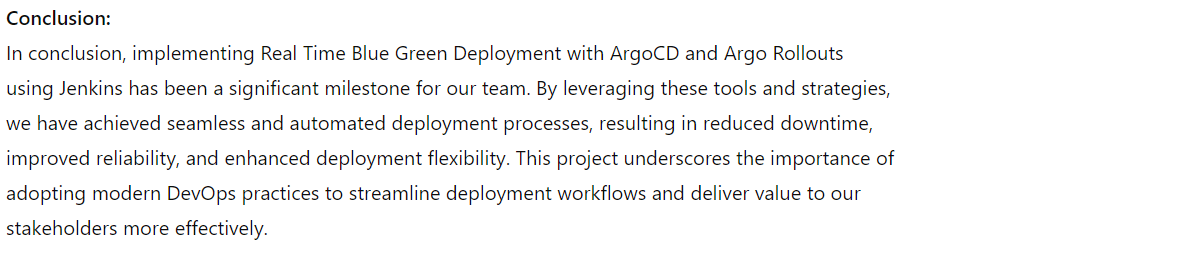 Conclusion:
In conclusion, implementing Real Time Blue Green Deployment with ArgoCD and Argo Rollouts
using Jenkins has been a significant milestone for our team. By leveraging these tools and strategies,
we have achieved seamless and automated deployment processes, resulting in reduced downtime,
improved reliability, and enhanced deployment flexibility. This project underscores the importance of
adopting modern DevOps practices to streamline deployment workflows and deliver value to our
stakeholders more effectively.